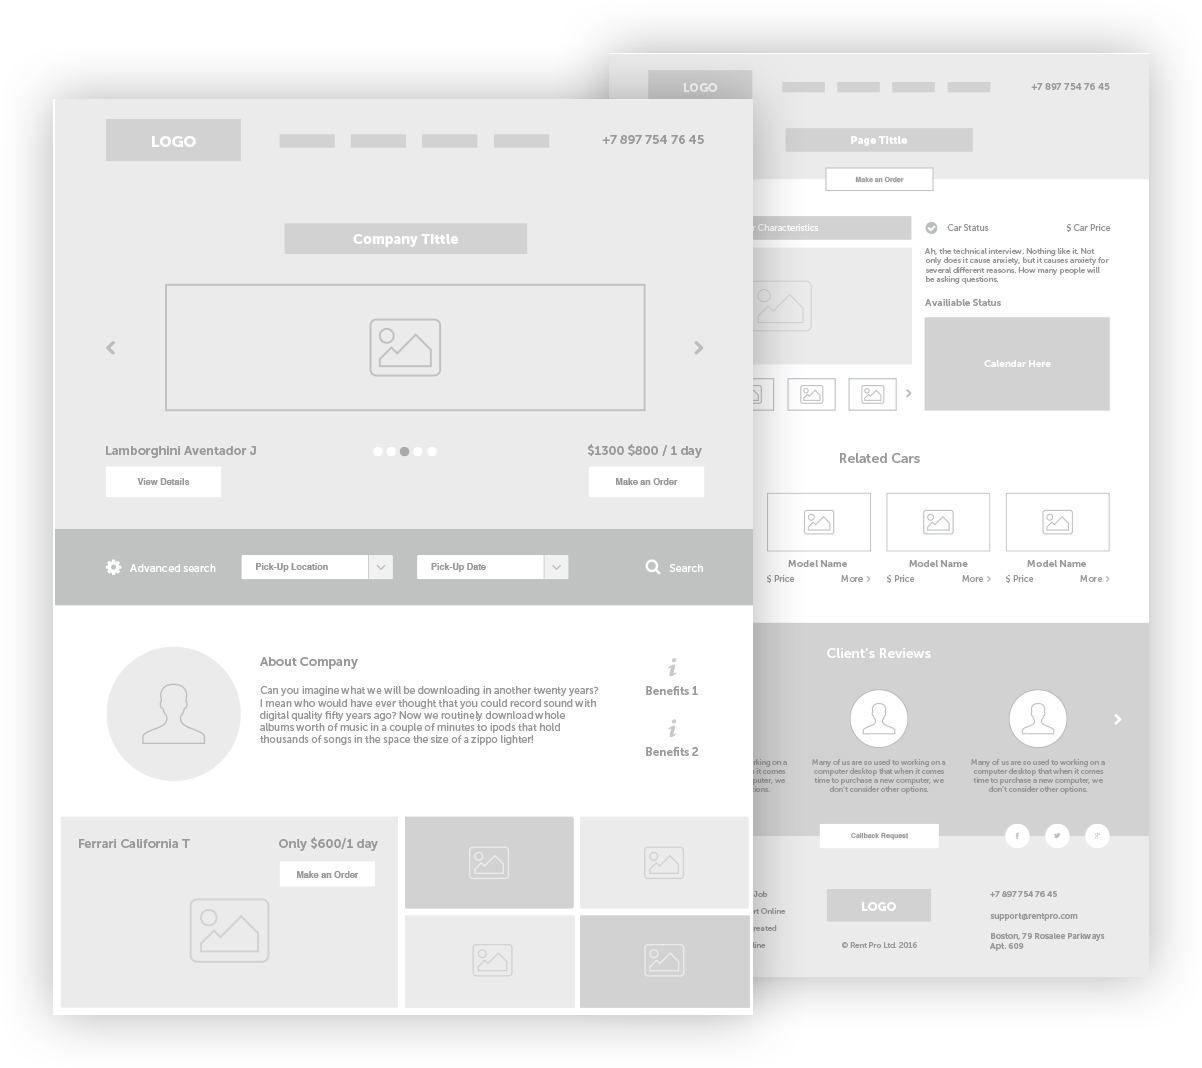 LOGO
+7 897 754 76 45
Company Tittle
Lamborghini Aventador J
$1300 $800 / 1 day
View Details
Make an Order
Advanced search
Pick-Up Location
Pick-Up Date
Search
About Company
Can you imagine what we will be downloading in another twenty years?
I mean who would have ever thought that you could record sound with
digital quality fifty years ago? Now we routinely download whole
albums worth of music in a couple of minutes to ipods that hold
thousands of songs in the space the size of a zippo lighter!
i
Benefits 1
i
Benefits 2
Ferrari California T
Only $600/1 day
Make an Order
LOGO
+7 897 754 76 45
Page Tittle
Make an Order
r Characteristics
Car Status
$ Car Price
Ah, the technical interview. Nothing like it. Not
only does it cause anxiety, but it causes anxiety for
several different reasons. How many people will
be asking questions.
Availiable Status
Calendar Here
Related Cars
Model Name
$ Price
More
Model Name
$ Price
More
Model Name
$ Price
More
Client's Reviews
rking on a
it comes
puter, we
ions.
Many of us are so used to working on a
computer desktop that when it comes
time to purchase a new computer, we
don't consider other options.
Many of us are so used to working on a
computer desktop that when it comes
time to purchase a new computer, we
don't consider other options.
Callback Request
f
g+
Job
rt Online
reated
line
LOGO
© Rent Pro Ltd. 2016
+7 897 754 76 45
support@rentpro.com
Boston, 79 Rosalee Parkways
Apt. 609